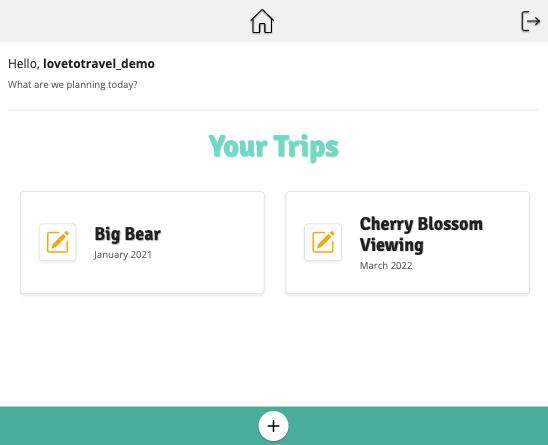 Hello, lovetotravel_demo
What are we planning today?
Your Trips
Big Bear
January 2021
Cherry Blossom
Viewing
March 2022